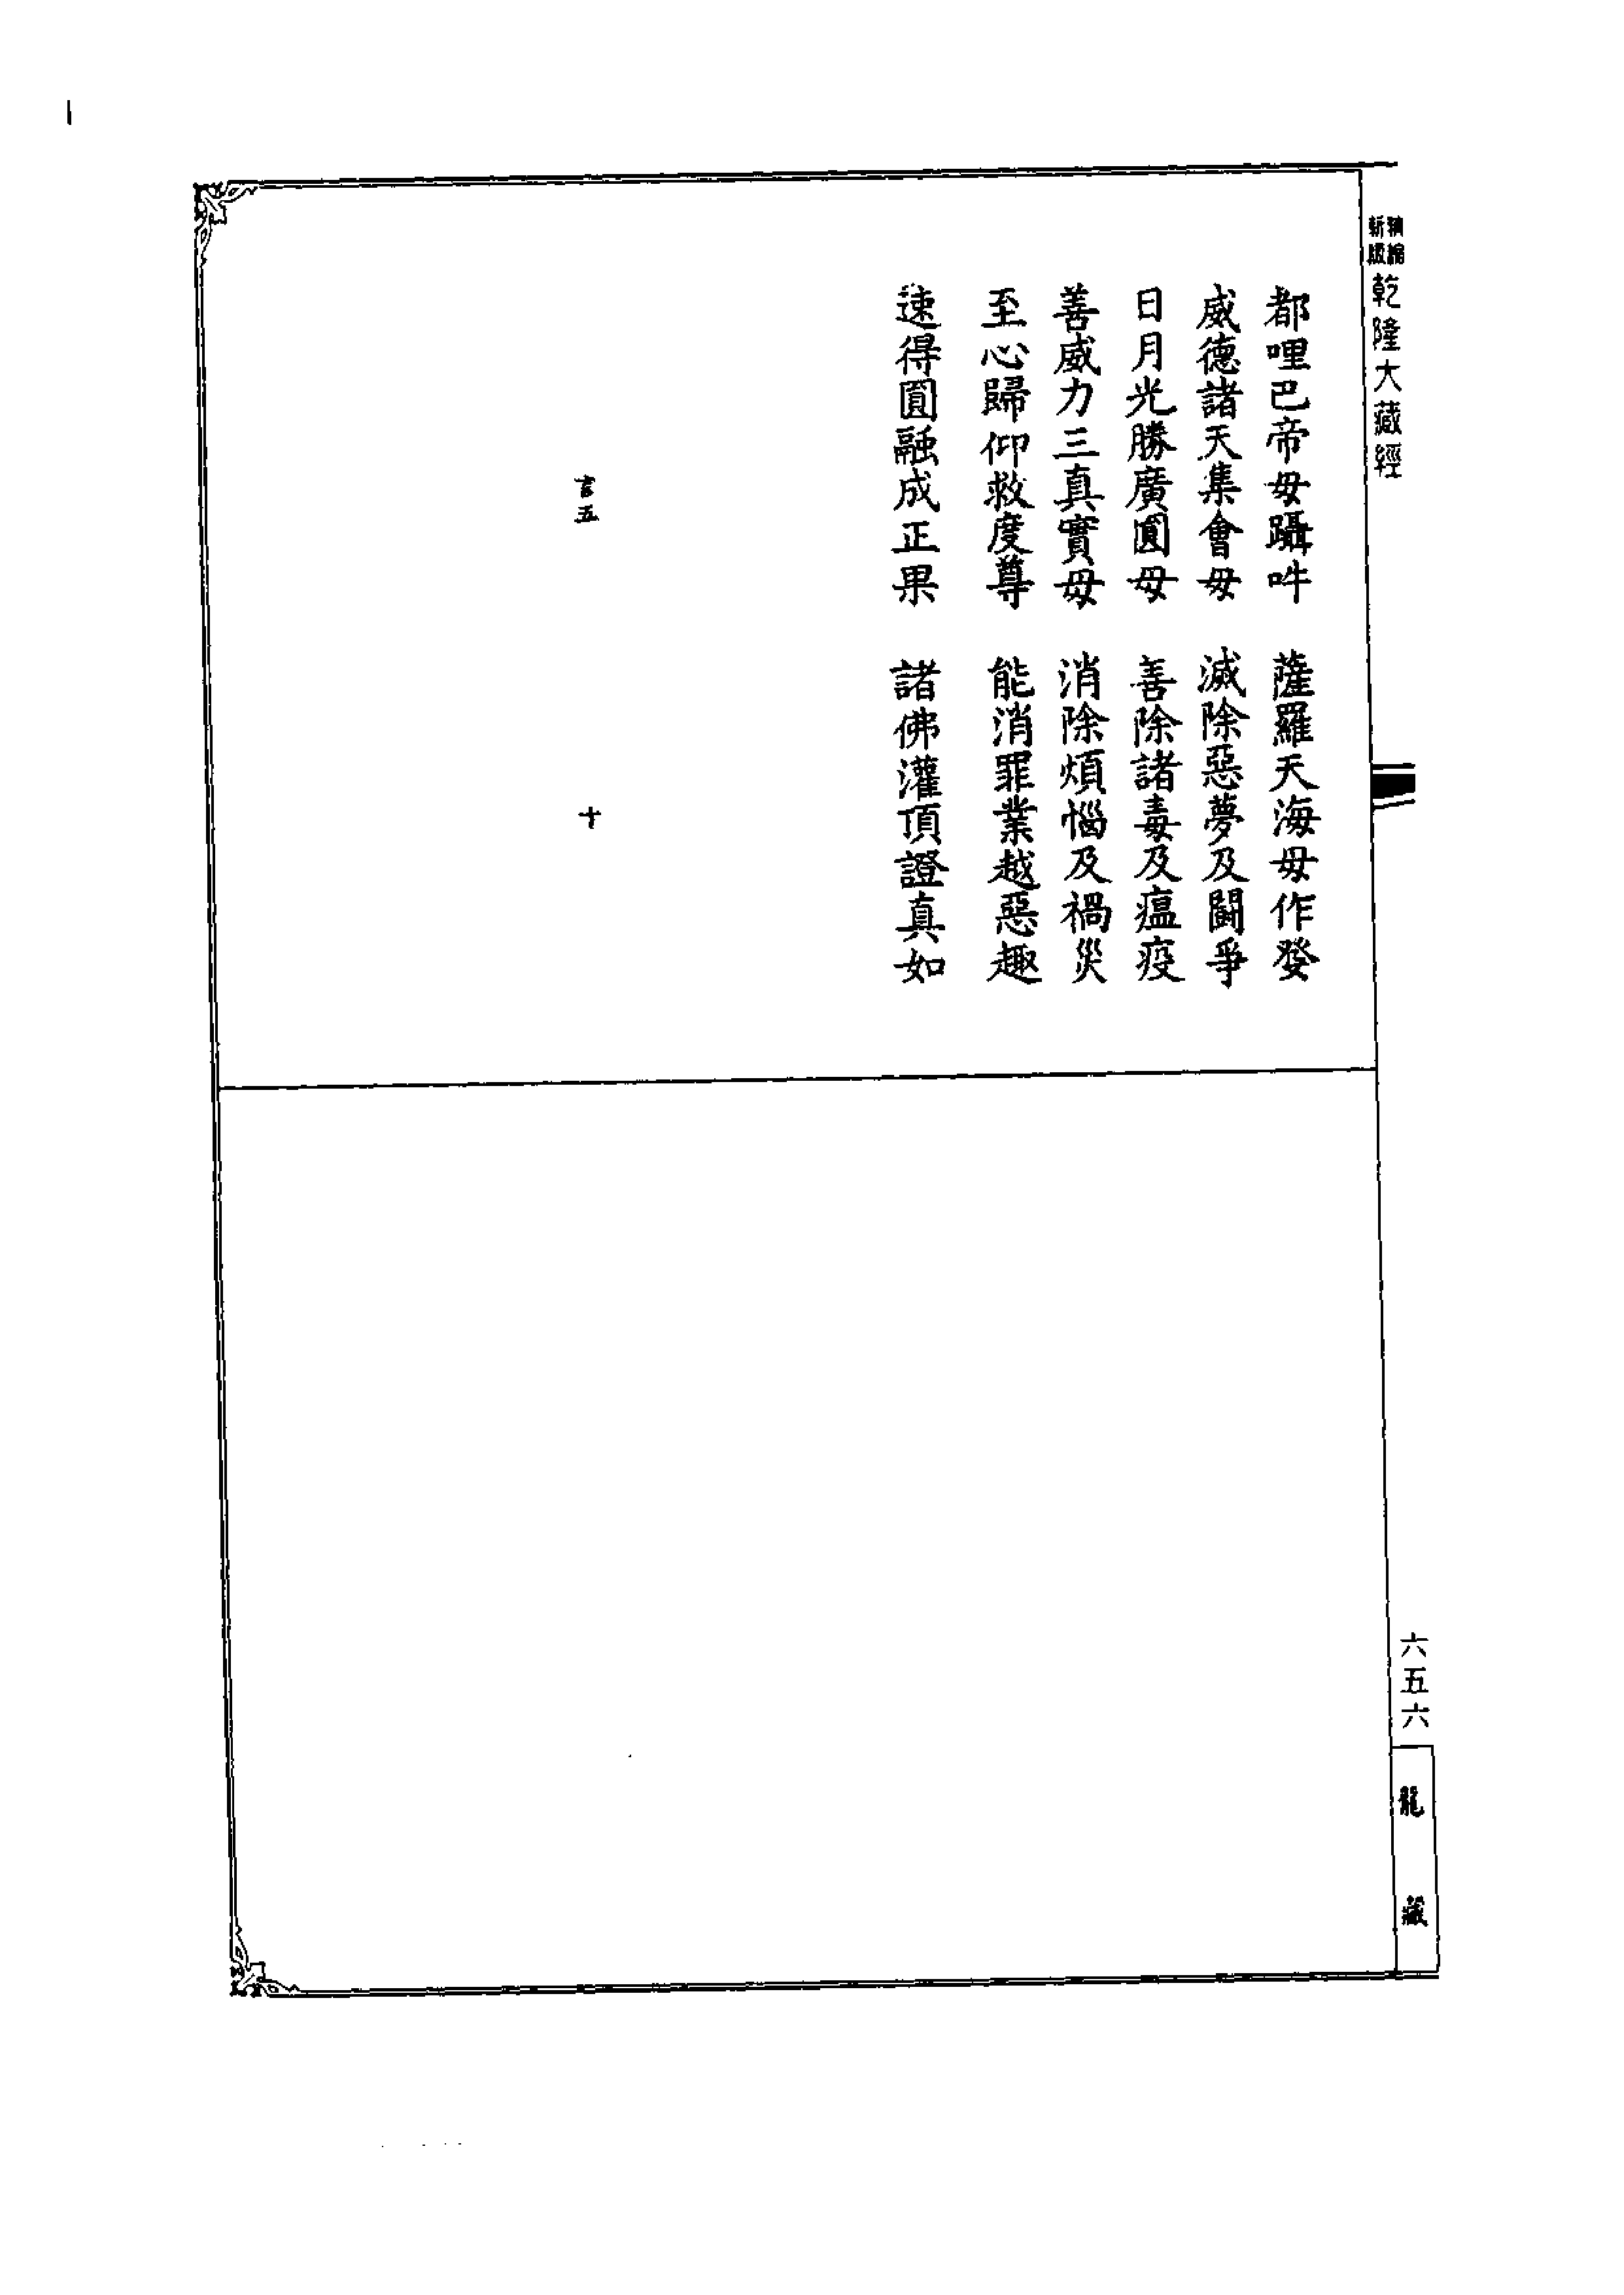 新版精縮
乾隆大藏經
都哩巴帝毋躡吽　薩羅天海毋作發
威德諸天集會毋　滅除惡夢及鬭爭
日月光勝廣圓毋　善除諸毒及瘟疫
善威力三真實毋　消除煩惱及禍災
至心歸仰救度尊　能消罪業越惡趣
速得圓融成正果　諸佛灌頂證真如
言五　十
六五六
龍藏